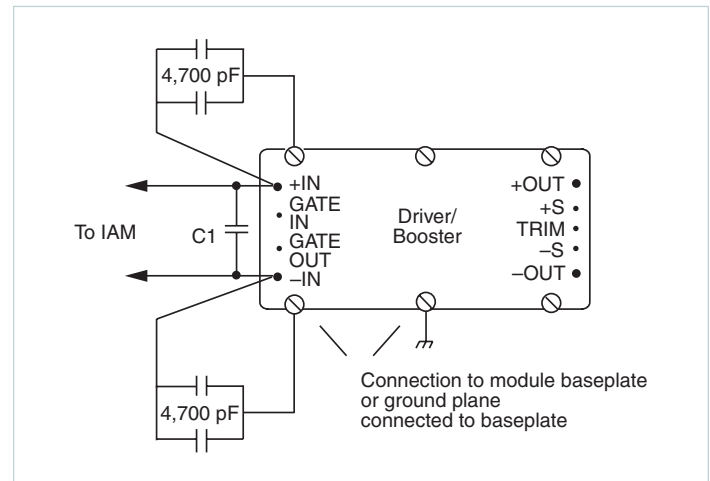 4,700 pF
+IN
GATE
IN
GATE
OUT
–IN
Driver/
Booster
+OUT
+S
TRIM
–S
–OUT
To IAM
C1
4,700 pF
Connection to module baseplate
or ground plane
connected to baseplate